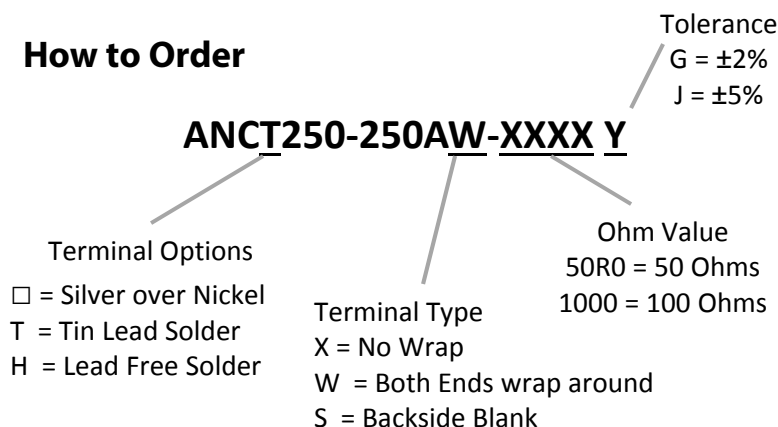 How to Order
ANCT250-250AW-XXXX Y
Tolerance
G = ±2%
J = ±5%
Terminal Options
□ = Silver over Nickel
T = Tin Lead Solder
H = Lead Free Solder
Terminal Type
X = No Wrap
W = Both Ends wrap around
S = Backside Blank
Ohm Value
50R0 = 50 Ohms
1000 = 100 Ohms